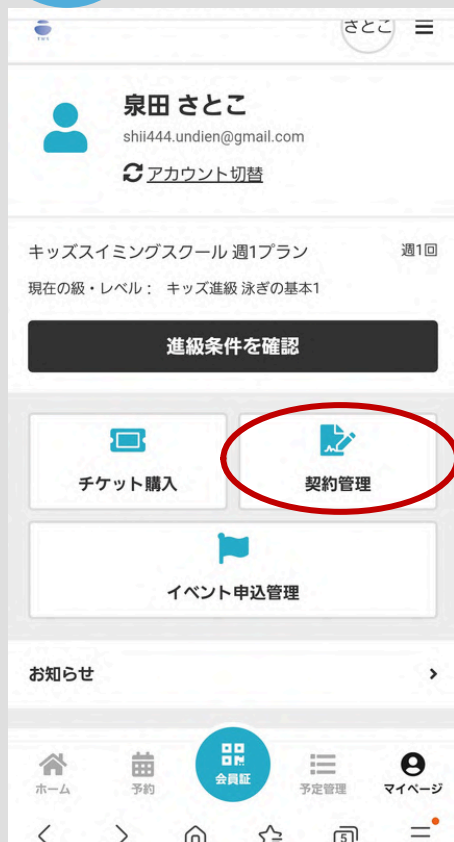 さとこ
泉田 さとこ
shii444.undien@gmail.com
アカウント切替
キッズスイミングスクール 週1プラン 週1回
現在の級・レベル： キッズ進級 泳ぎの基本1
進級条件を確認
チケット購入 契約管理
イベント申込管理
お知らせ
ホーム 予約 会員証 予定管理 マイページ
5